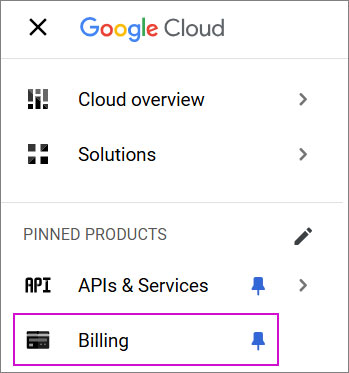 Google Cloud
Cloud overview
Solutions
PINNED PRODUCTS
API APIs & Services
Billing